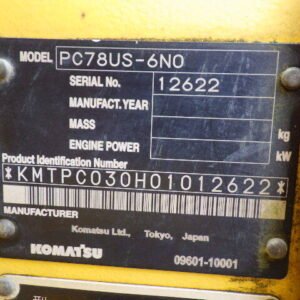 MODEL PC78US-6NO
SERIAL No. 12622
MANUFACT.YEAR
MASS kg
ENGINE POWER kW
Product Identification Number
*KMTPC030H01012622*
MANUFACTURER
Komatsu Ltd., Tokyo, Japan
KOMATSU 09601-10001